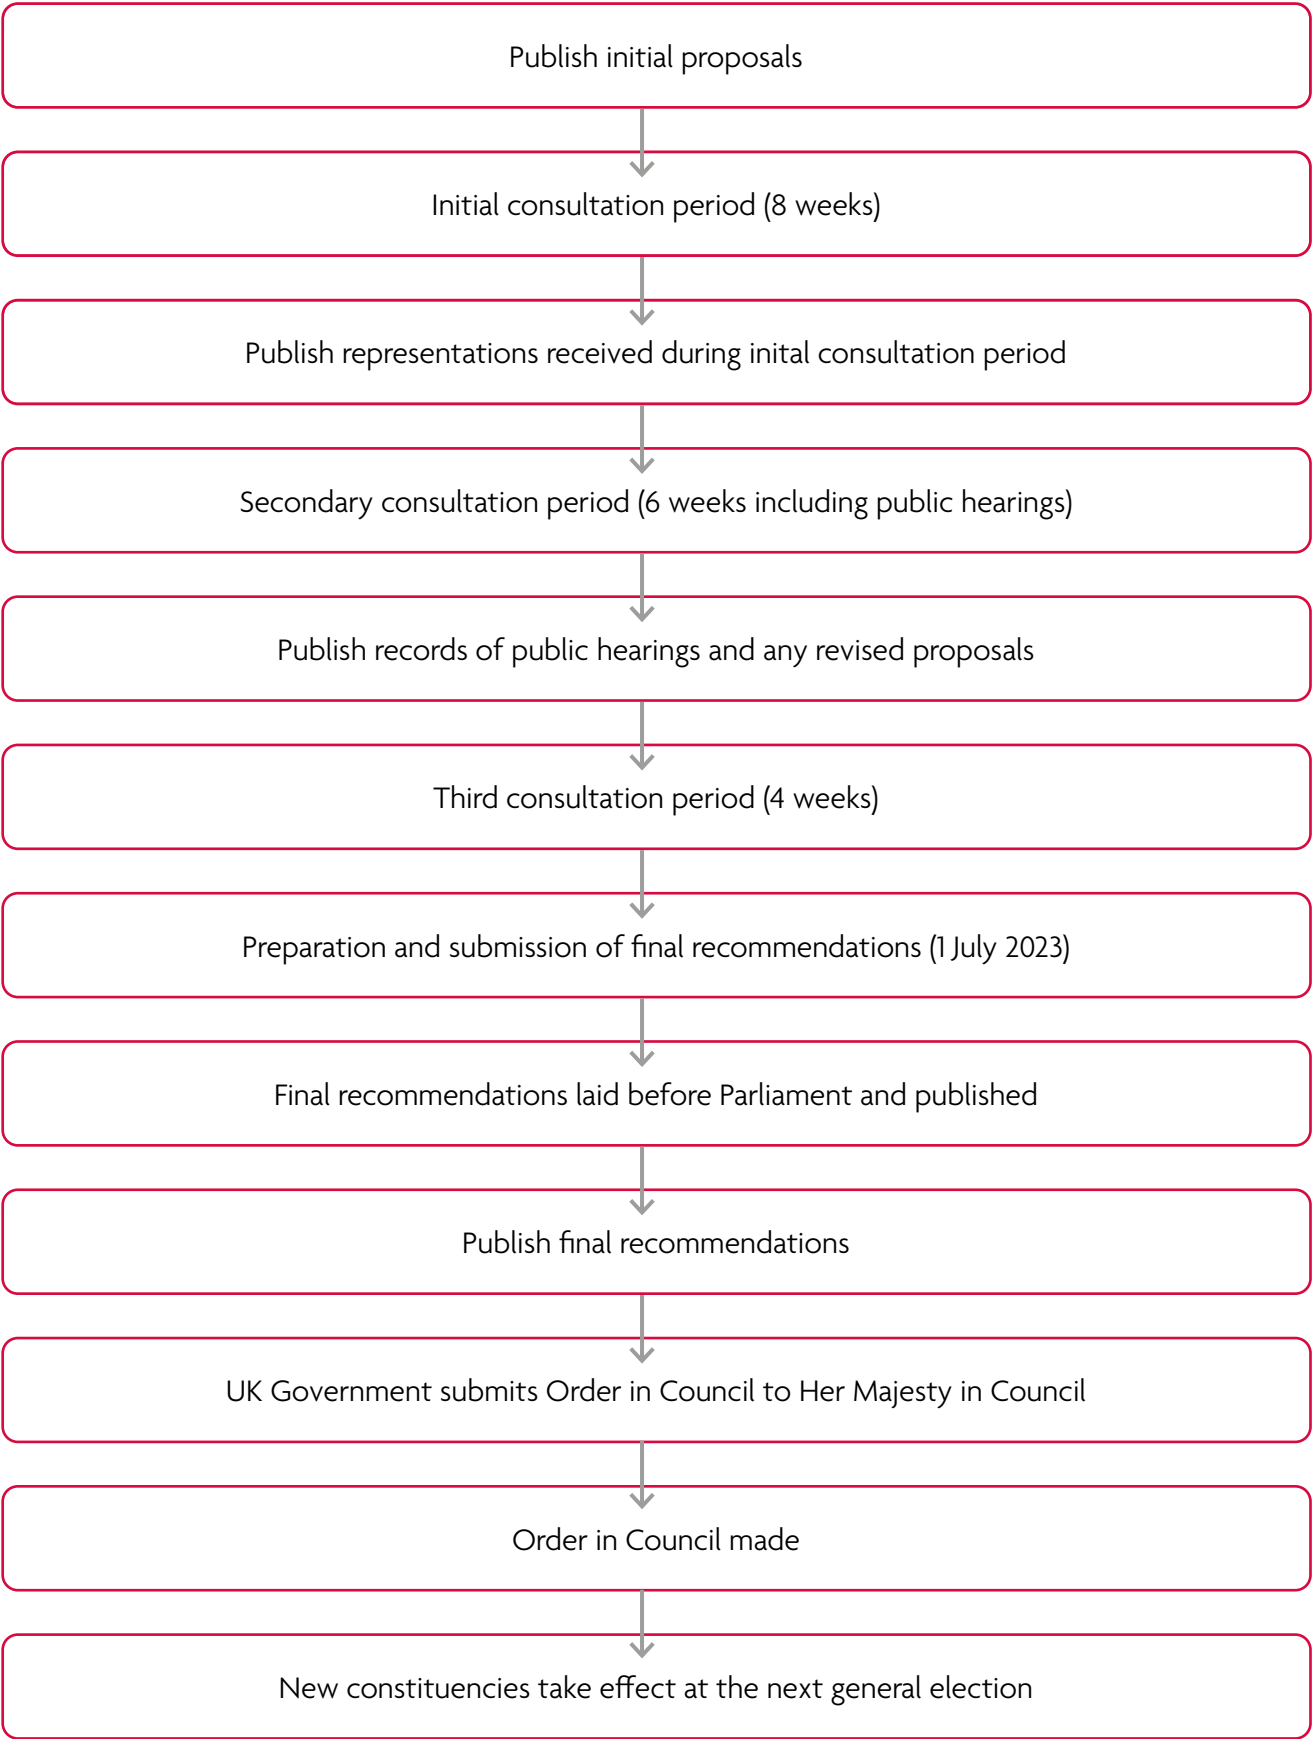 Publish initial proposals
Initial consultation period (8 weeks)
Publish representations received during inital consultation period
Secondary consultation period (6 weeks including public hearings)
Publish records of public hearings and any revised proposals
Third consultation period (4 weeks)
Preparation and submission of final recommendations (1 July 2023)
Final recommendations laid before Parliament and published
Publish final recommendations
UK Government submits Order in Council to Her Majesty in Council
Order in Council made
New constituencies take effect at the next general election